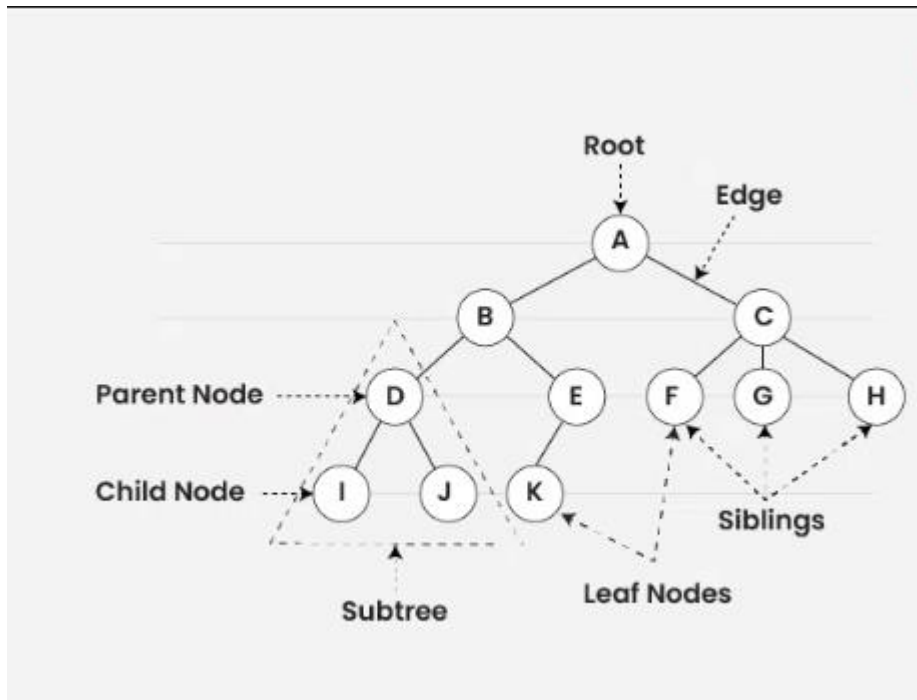 Root
Edge
A
B
C
Parent Node
D
E
F
G
H
Child Node
I
J
K
Siblings
Leaf Nodes
Subtree